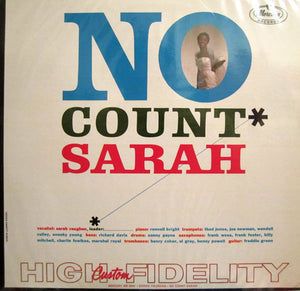 NO
Mercury
RECORDS
COUNT*
SARAH
vocalist: sarah vaughan, leader: piano: ronnell bright trumpets: thad jones, joe newman, wendell
culley, snooky young bass: richard davis drums: sonny payne saxophones: frank wess, frank foster, billy
mitchell, charlie fowlkes, marshal royal trombones: henry coker, al grey, benny powell guitar: freddie green
*
HIGH Custom FIDELITY